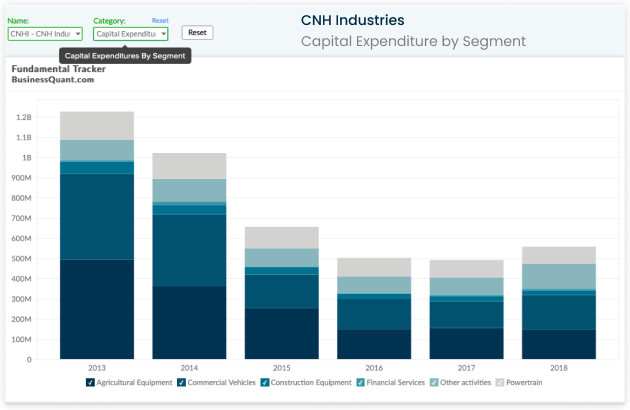 Name:
Category:
Reset
CNH Industries
CNHI - CNH Indu
Capital Expenditu
Reset
Capital Expenditure by Segment
Capital Expenditures By Segment
Fundamental Tracker
BusinessQuant.com
1.2B
1.1B
1B
900M
800M
700M
600M
500M
400M
300M
200M
100M
0
2013
2014
2015
2016
2017
2018
Agricultural Equipment
Commercial Vehicles
Construction Equipment
Financial Services
Other activities
Powertrain